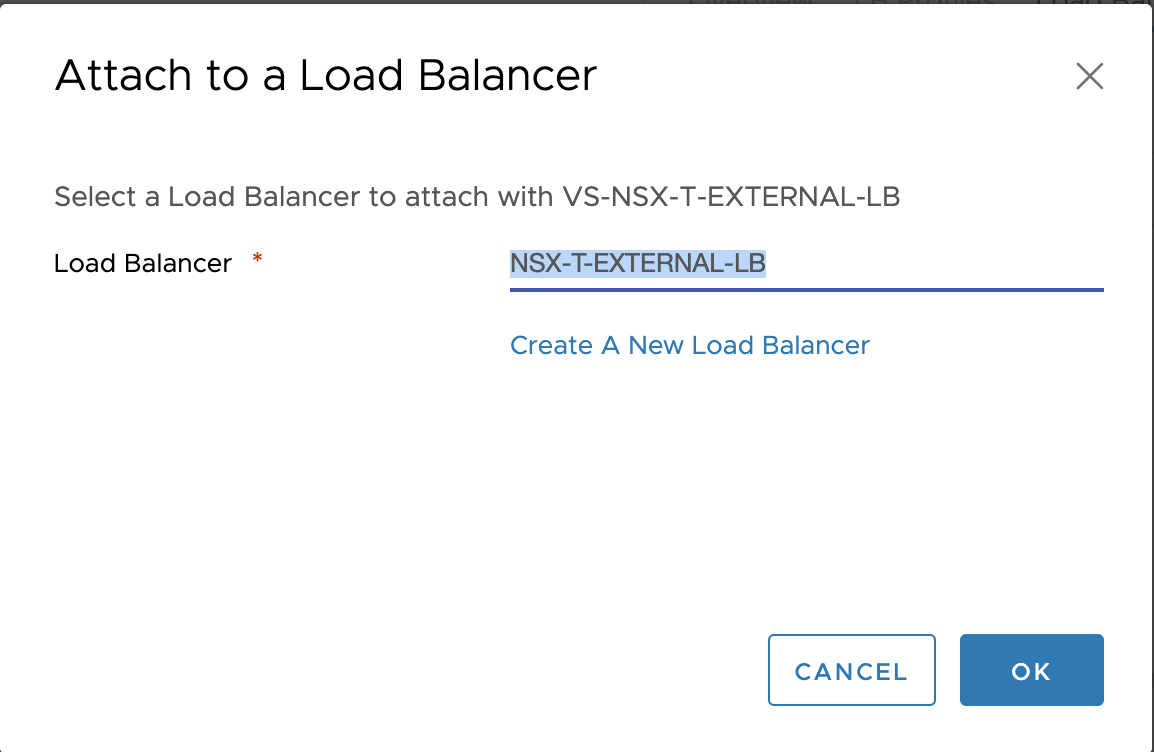 Attach to a Load Balancer
Select a Load Balancer to attach with VS-NSX-T-EXTERNAL-LB
Load Balancer * NSX-T-EXTERNAL-LB
Create A New Load Balancer
CANCEL OK